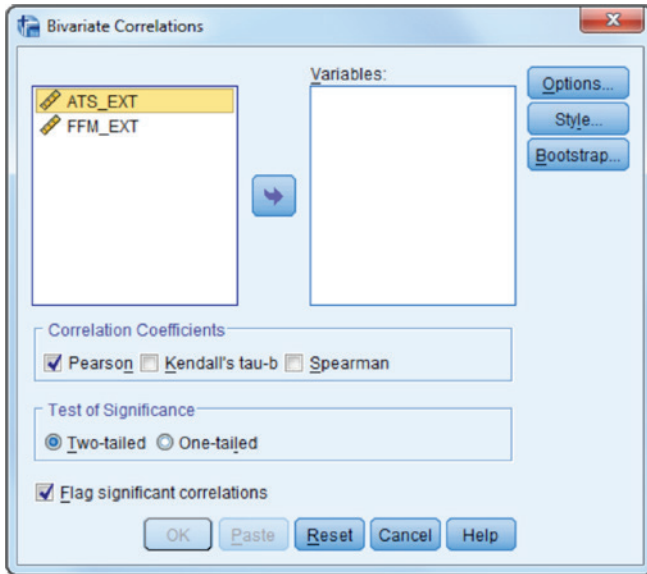 Bivariate Correlations
Variables:
ATS_EXT
FFM_EXT
Options...
Style...
Bootstrap...
Correlation Coefficients
Pearson Kendall's tau-b Spearman
Test of Significance
Two-tailed One-tailed
Flag significant correlations
OK Paste Reset Cancel Help